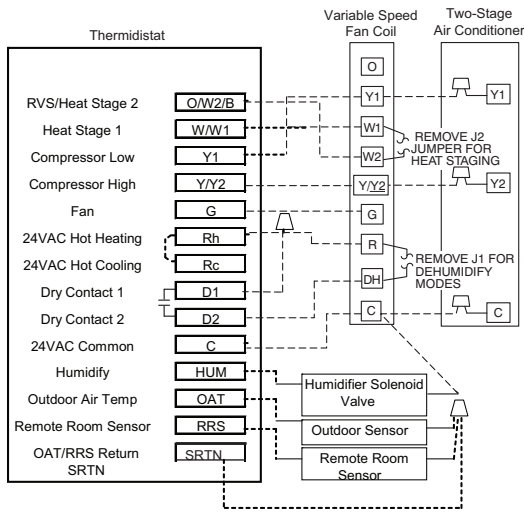 Variable Speed
Fan Coil
Two-Stage
Air Conditioner
Thermidistat
RVS/Heat Stage 2 O/W2/B
Heat Stage 1 W/W1
Compressor Low Y1
Compressor High Y/Y2
Fan G
24VAC Hot Heating Rh
24VAC Hot Cooling Rc
Dry Contact 1 D1
Dry Contact 2 D2
24VAC Common C
Humidify HUM
Outdoor Air Temp OAT
Remote Room Sensor RRS
OAT/RRS Return
SRTN
SRTN
O
Y1
W1
W2
Y/Y2
G
R
DH
C
REMOVE J2
JUMPER FOR
HEAT STAGING
REMOVE J1 FOR
DEHUMIDIFY
MODES
Y1
Y2
C
Humidifier Solenoid
Valve
Outdoor Sensor
Remote Room
Sensor